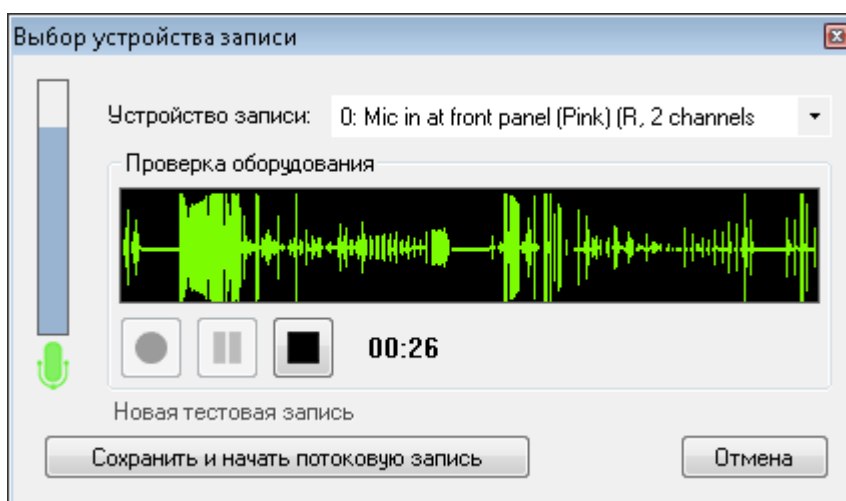 Выбор устройства записи
Устройство записи: 0: Mic in at front panel (Pink) (R, 2 channels
Проверка оборудования
00:26
Новая тестовая запись
Сохранить и начать потоковую запись Отмена